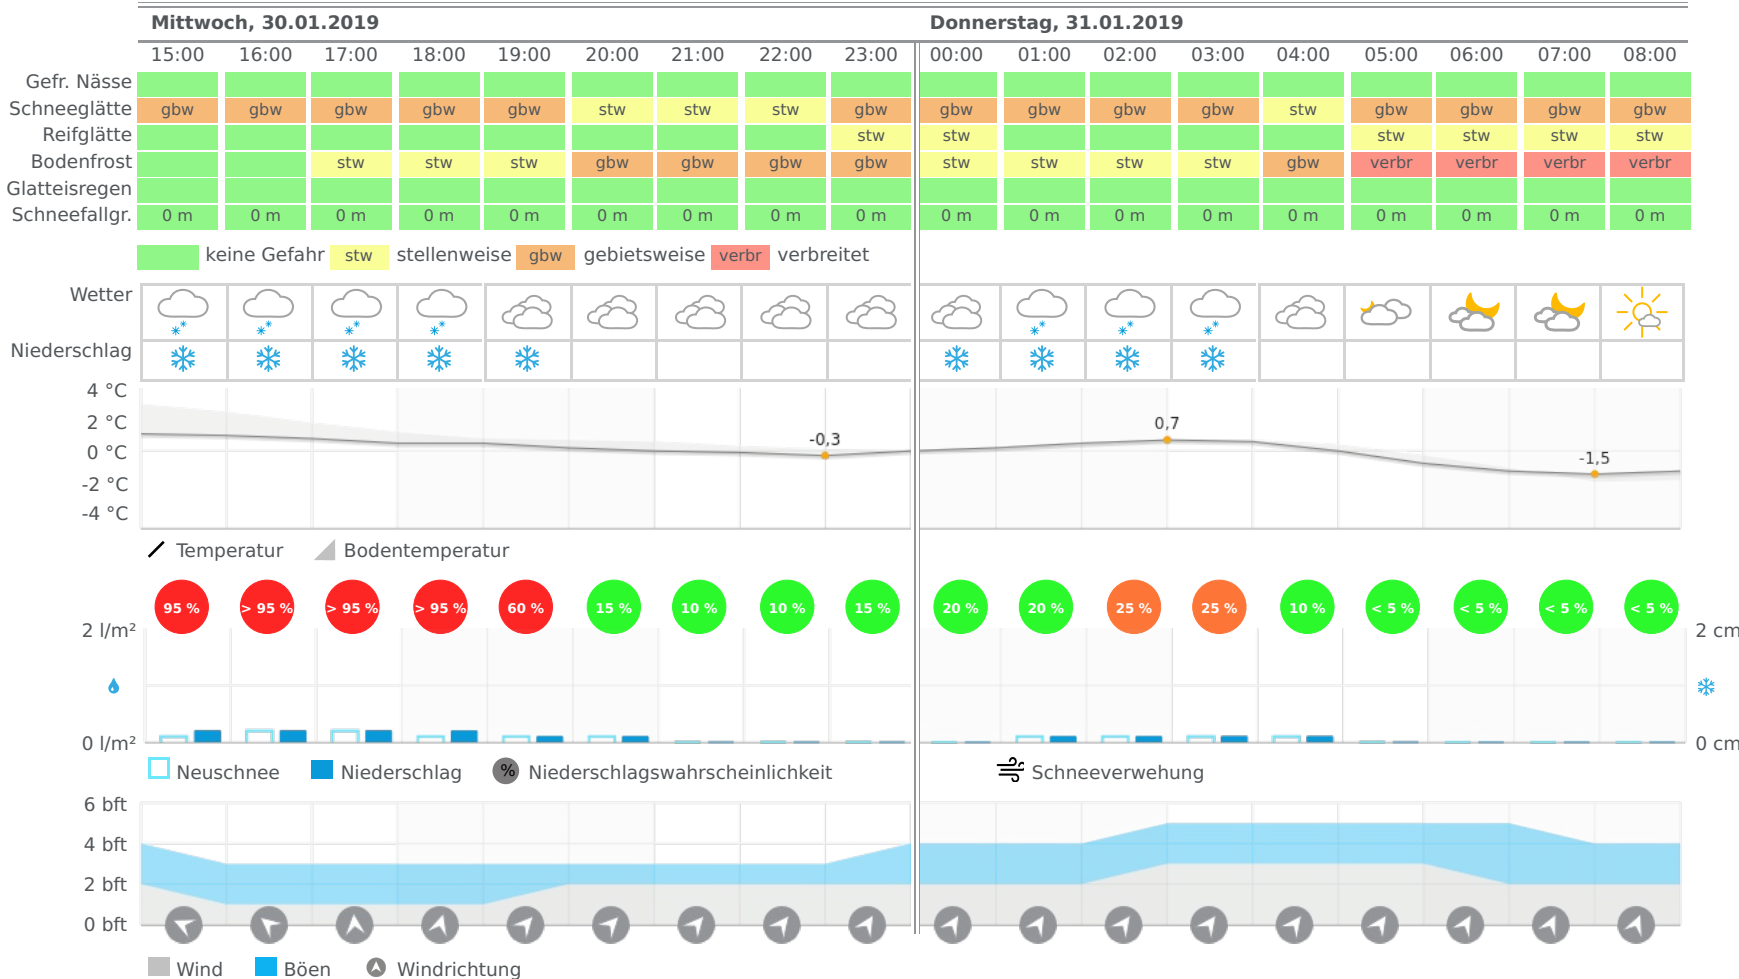 Mittwoch, 30.01.2019 Donnerstag, 31.01.2019
15:00 16:00 17:00 18:00 19:00 20:00 21:00 22:00 23:00 00:00 01:00 02:00 03:00 04:00 05:00 06:00 07:00 08:00
Gefr. Nässe
Schneeglätte gbw gbw gbw gbw gbw stw stw stw gbw gbw gbw gbw gbw stw gbw gbw gbw gbw
Reifglätte stw stw stw stw stw stw
Bodenfrost stw stw stw gbw gbw gbw gbw stw stw stw stw gbw verbr verbr verbr verbr
Glatteisregen
Schneefallgr. 0 m 0 m 0 m 0 m 0 m 0 m 0 m 0 m 0 m 0 m 0 m 0 m 0 m 0 m 0 m 0 m 0 m 0 m
keine Gefahr stw stellenweise gbw gebietsweise verbr verbreitet
Wetter
Niederschlag
4 °C
2 °C 0,7
-0,3
0 °C
-1,5
-2 °C
-4 °C
Temperatur Bodentemperatur
95 % > 95 % > 95 % > 95 % 60 % 15 % 10 % 10 % 15 % 20 % 20 % 25 % 25 % 10 % < 5 % < 5 % < 5 % < 5 %
2 l/m² 2 cm
0 l/m² 0 cm
Neuschnee Niederschlag % Niederschlagswahrscheinlichkeit Schneeverwehung
6 bft
4 bft
2 bft
0 bft
Wind Böen Windrichtung